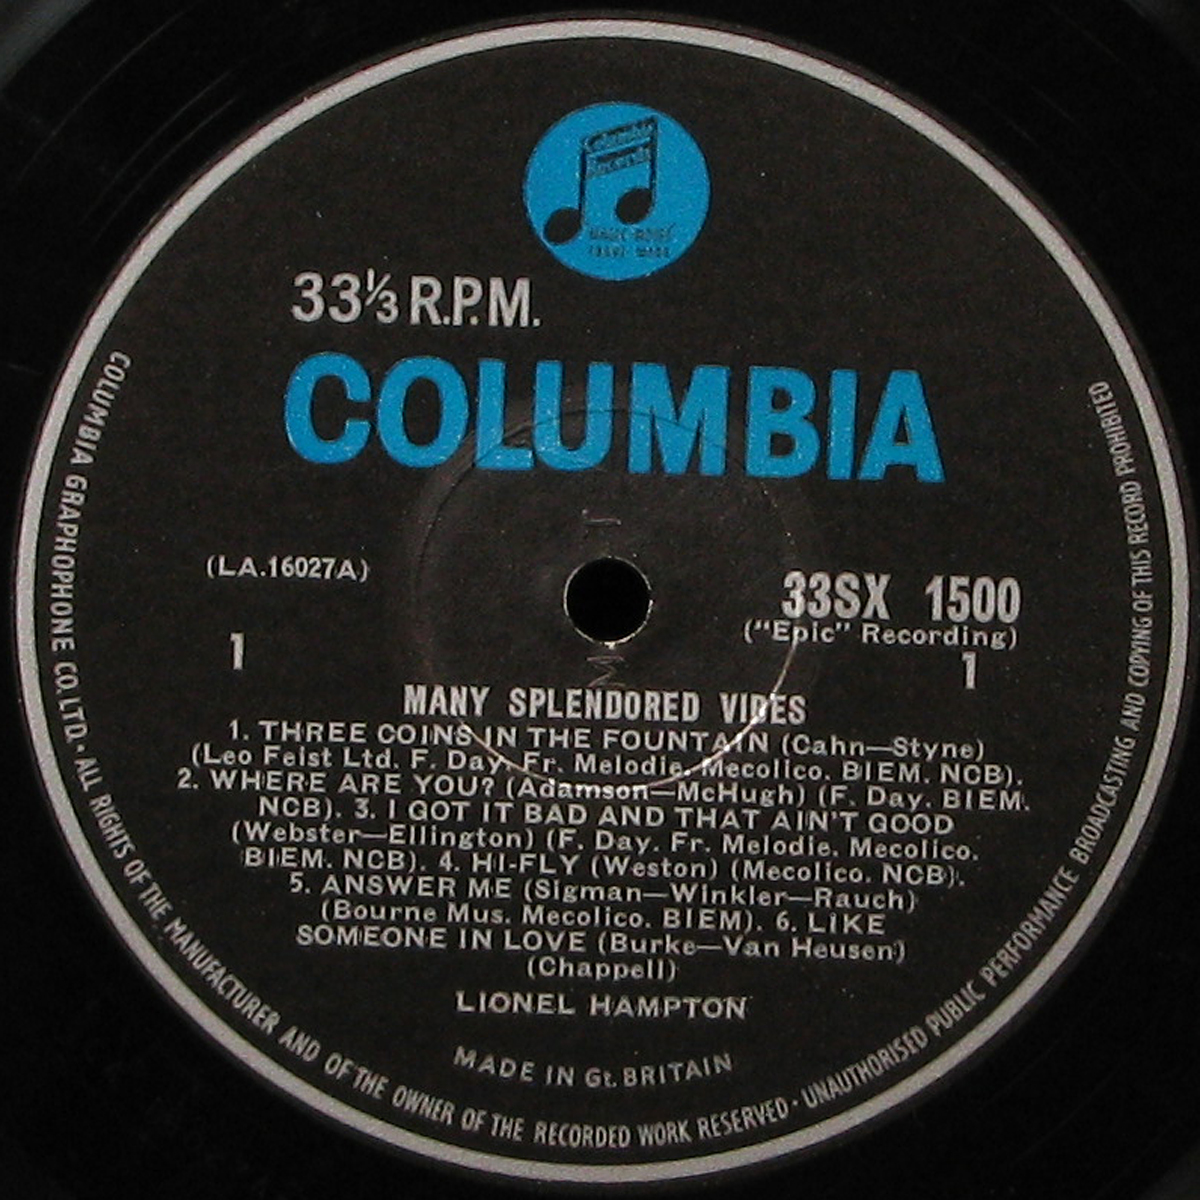 Columbia
Records
MAGIC NOTES
TRADE MARK
33⅓ R.P.M.
COLUMBIA
(LA.16027A)
33SX 1500
("Epic" Recording)
1
1
MANY SPLENDORED VIBES
1. THREE COINS IN THE FOUNTAIN (Cahn—Styne)
(Leo Feist Ltd. F. Day. Fr. Melodie. Mecolico. BIEM. NCB).
2. WHERE ARE YOU? (Adamson—McHugh) (F. Day. BIEM.
NCB). 3. I GOT IT BAD AND THAT AIN'T GOOD
(Webster—Ellington) (F. Day. Fr. Melodie. Mecolico.
BIEM. NCB). 4. HI-FLY (Weston) (Mecolico. NCB).
5. ANSWER ME (Sigman—Winkler—Rauch)
(Bourne Mus. Mecolico. BIEM). 6. LIKE
SOMEONE IN LOVE (Burke—Van Heusen)
(Chappell)
LIONEL HAMPTON
MADE IN Gt. BRITAIN
COLUMBIA GRAPHOPHONE CO. LTD. · ALL RIGHTS OF THE MANUFACTURER AND OF THE OWNER OF THE RECORDED WORK RESERVED · UNAUTHORISED PUBLIC PERFORMANCE BROADCASTING AND COPYING OF THIS RECORD PROHIBITED